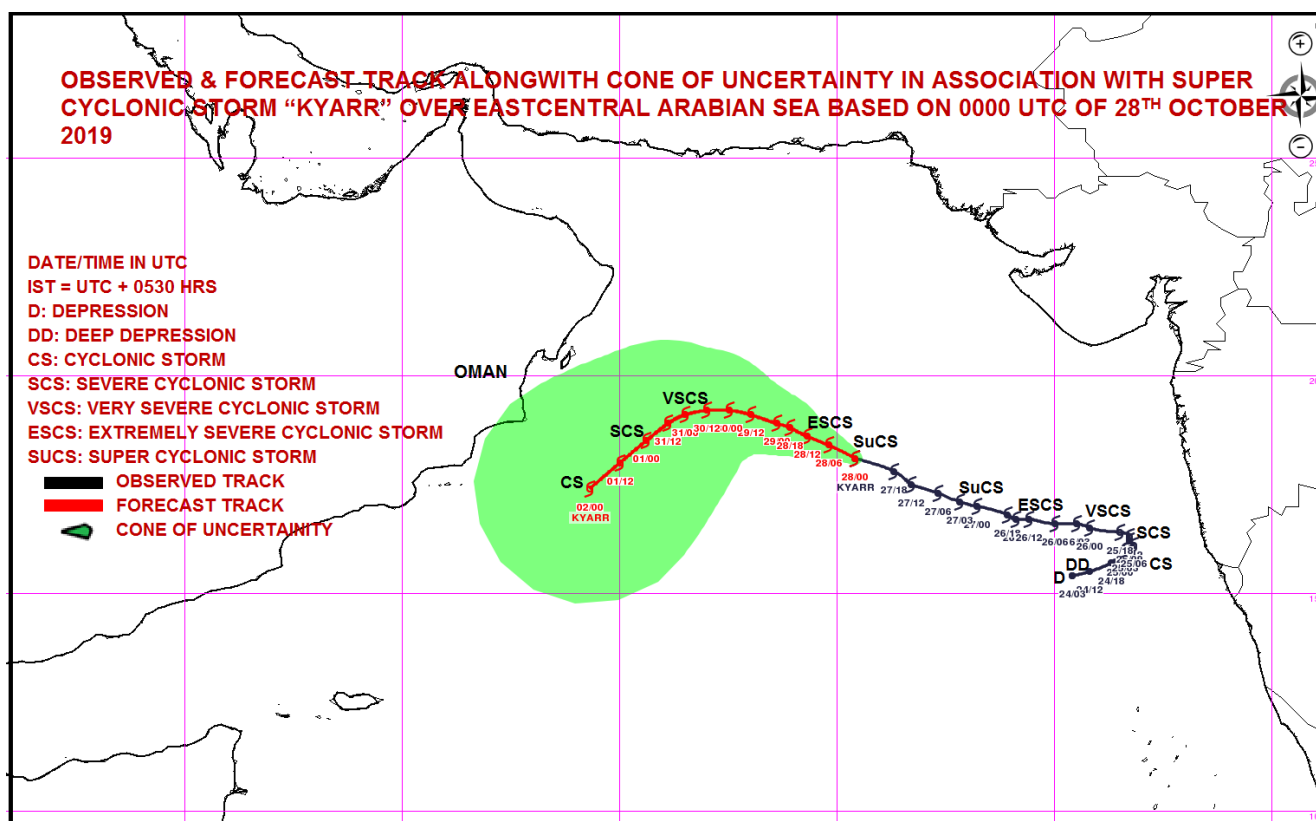 OBSERVED & FORECAST TRACK ALONGWITH CONE OF UNCERTAINTY IN ASSOCIATION WITH SUPER
CYCLONIC STORM “KYARR” OVER EASTCENTRAL ARABIAN SEA BASED ON 0000 UTC OF 28TH OCTOBER
2019
DATE/TIME IN UTC
IST = UTC + 0530 HRS
D: DEPRESSION
DD: DEEP DEPRESSION
CS: CYCLONIC STORM
SCS: SEVERE CYCLONIC STORM
VSCS: VERY SEVERE CYCLONIC STORM
ESCS: EXTREMELY SEVERE CYCLONIC STORM
SUCS: SUPER CYCLONIC STORM
OBSERVED TRACK
FORECAST TRACK
CONE OF UNCERTAINITY
OMAN
20
15
CS
02/00
KYARR
01/12
SCS
01/00
31/12
VSCS
30/12
29/12
28/18
ESCS
28/12
28/06
SuCS
28/00
KYARR
27/18
27/12
27/06
SuCS
27/03
27/00
ESCS
26/12
26/06
VSCS
26/00
SCS
25/18
25/06
CS
24/18
DD
24/12
D
24/03